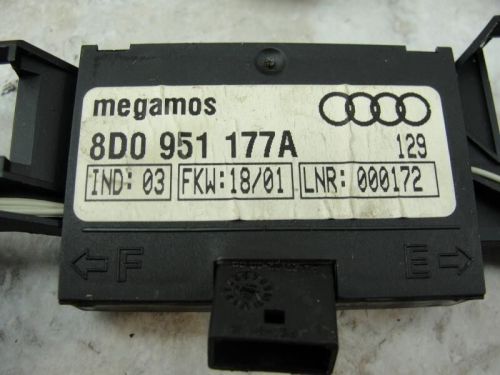 megamos
8D0 951 177A 129
IND: 03 FKW:18/01 LNR: 000172
F E